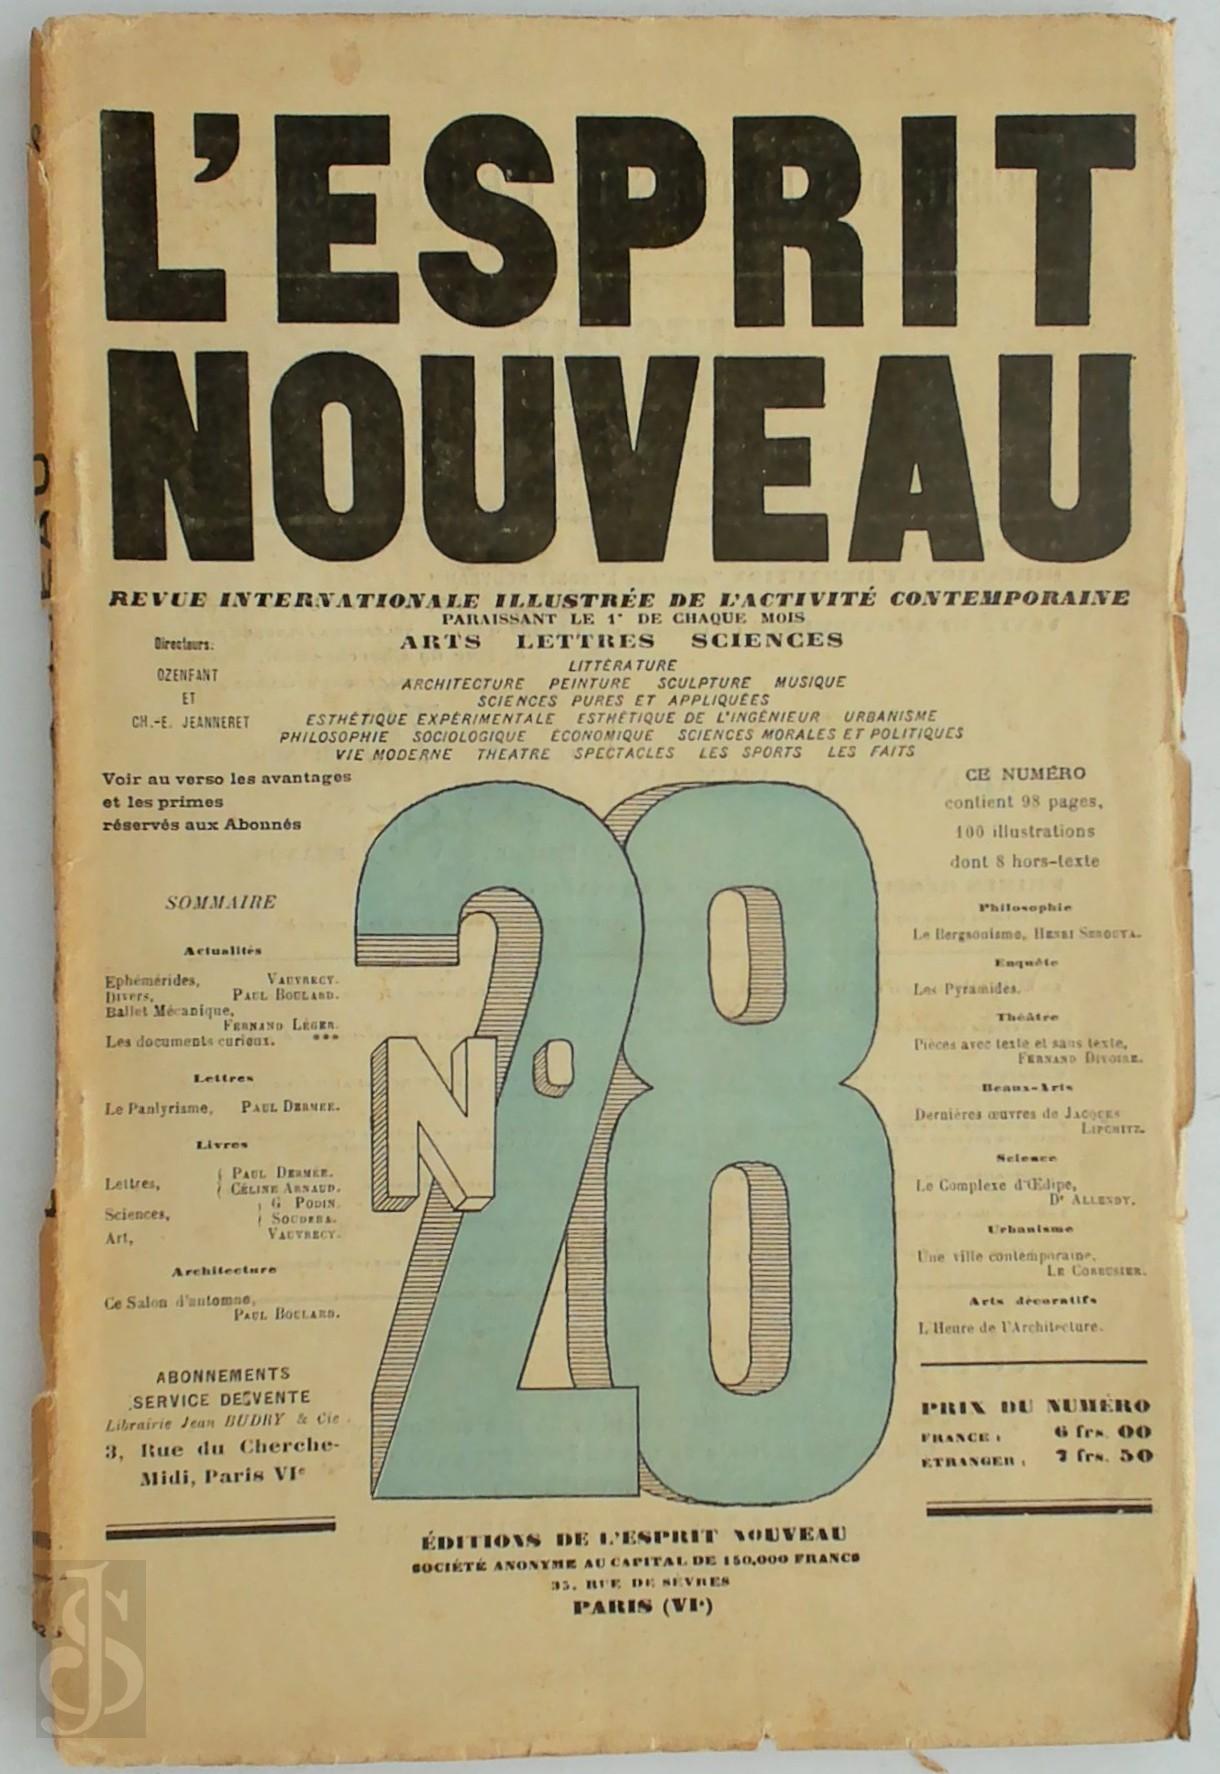 L'ESPRIT
NOUVEAU
REVUE INTERNATIONALE ILLUSTRÉE DE L'ACTIVITÉ CONTEMPORAINE
PARAISSANT LE 1er DE CHAQUE MOIS
ARTS LETTRES SCIENCES
Directeurs:
OZENFANT
ET
CH.-E. JEANNERET
LITTÉRATURE
ARCHITECTURE PEINTURE SCULPTURE MUSIQUE
SCIENCES PURES ET APPLIQUÉES
ESTHÉTIQUE EXPÉRIMENTALE ESTHÉTIQUE DE L'INGÉNIEUR URBANISME
PHILOSOPHIE SOCIOLOGIQUE ÉCONOMIQUE SCIENCES MORALES ET POLITIQUES
VIE MODERNE THEATRE SPECTACLES LES SPORTS LES FAITS
Voir au verso les avantages
et les primes
réservés aux Abonnés
SOMMAIRE
Actualités
Ephémérides, VAUVRECY.
Divers, PAUL BOULARD.
Ballet Mécanique,
FERNAND LÉGER.
Les documents curieux. ***
Lettres
Le Panlyrisme, PAUL DERMÉE.
Livres
Lettres, { PAUL DERMÉE.
{ CÉLINE ARNAUD.
Sciences, { G PODIN.
{ SOUDEBA.
Art, VAUVRECY.
Architecture
Ce Salon d'automne,
PAUL BOULARD.
ABONNEMENTS
SERVICE DE VENTE
Librairie Jean BUDRY & Cie
3, Rue du Cherche-
Midi, Paris VIe
N° 28
CE NUMÉRO
contient 98 pages,
100 illustrations
dont 8 hors-texte
Philosophie
Le Bergsonisme, HENRI SEROUYA.
Enquête
Les Pyramides.
Théâtre
Pièces avec texte et sans texte,
FERNAND DIVOIRE.
Beaux-Arts
Dernières œuvres de JACQUES
LIPCHITZ.
Science
Le Complexe d'Œdipe,
Dr ALLENDY.
Urbanisme
Une ville contemporaine,
LE CORBUSIER.
Arts décoratifs
L'Heure de l'Architecture.
PRIX DU NUMÉRO
FRANCE : 6 frs. 00
ÉTRANGER : 7 frs. 50
ÉDITIONS DE L'ESPRIT NOUVEAU
SOCIÉTÉ ANONYME AU CAPITAL DE 150,000 FRANCS
35, RUE DE SÈVRES
PARIS (VIe)